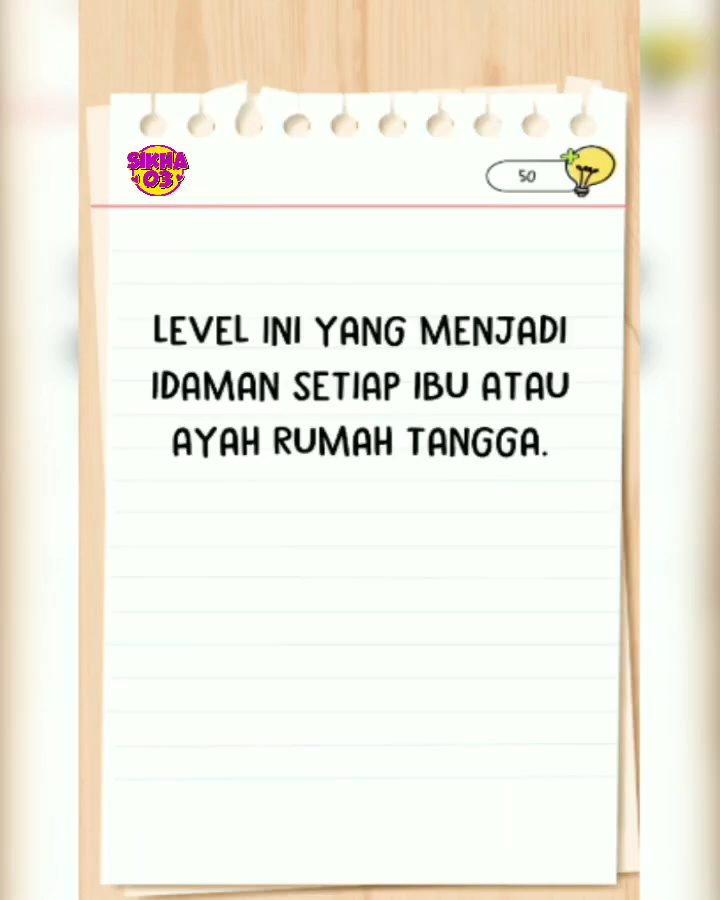 SIKHA
03
50
LEVEL INI YANG MENJADI
IDAMAN SETIAP IBU ATAU
AYAH RUMAH TANGGA.